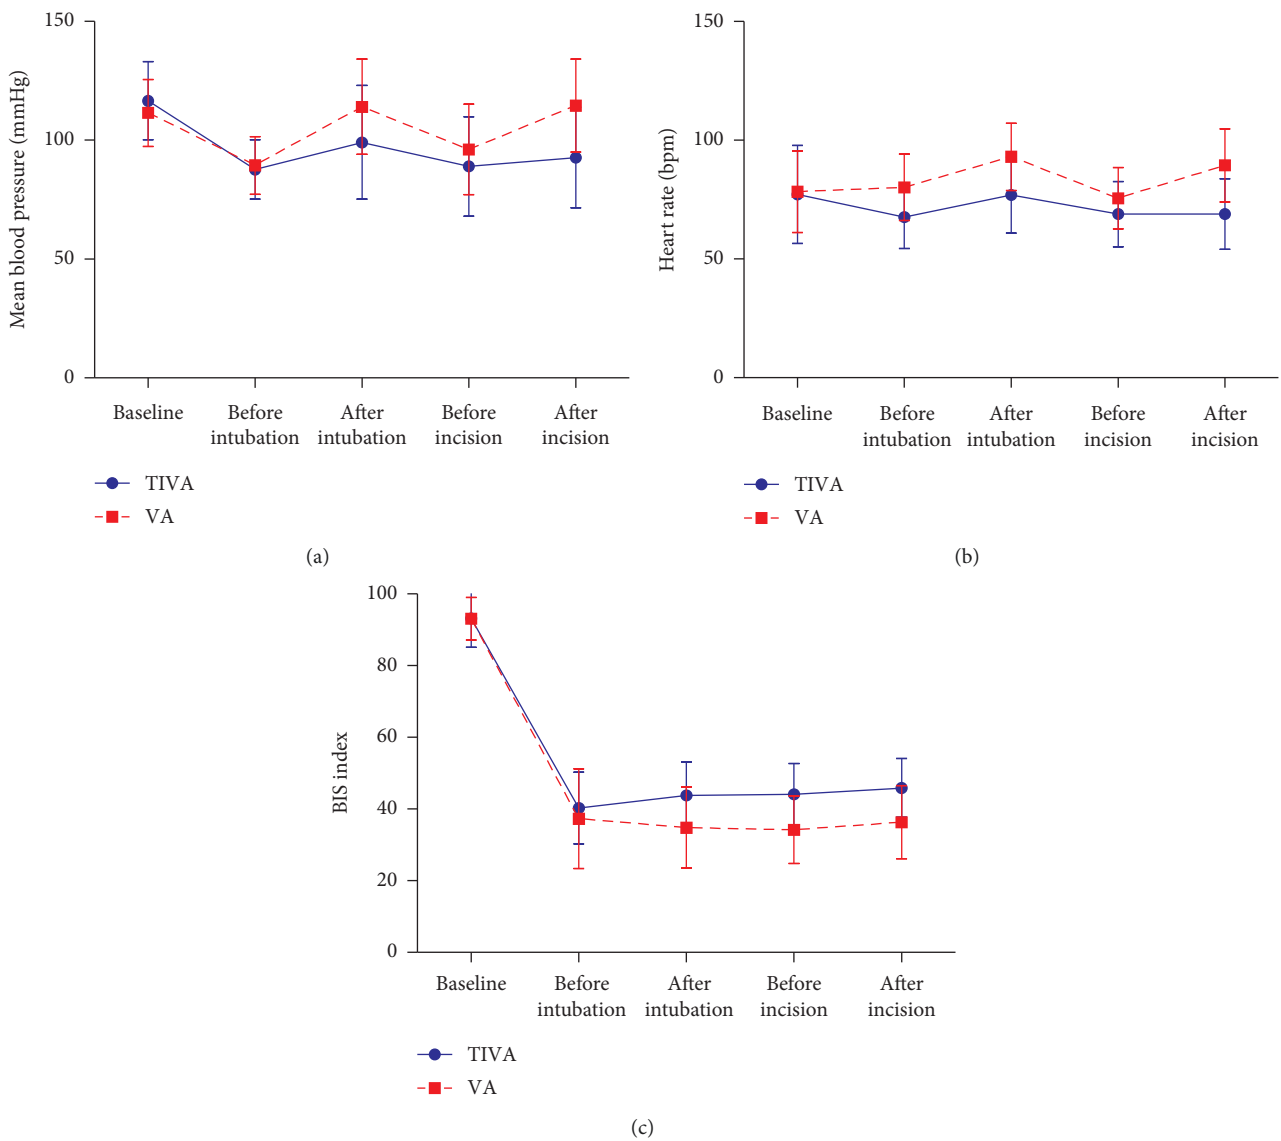 Mean blood pressure (mmHg)
150
100
50
0
Baseline
Before intubation
After intubation
Before incision
After incision
TIVA
VA
(a)
Heart rate (bpm)
150
100
50
0
Baseline
Before intubation
After intubation
Before incision
After incision
TIVA
VA
(b)
BIS index
100
80
60
40
20
0
Baseline
Before intubation
After intubation
Before incision
After incision
TIVA
VA
(c)